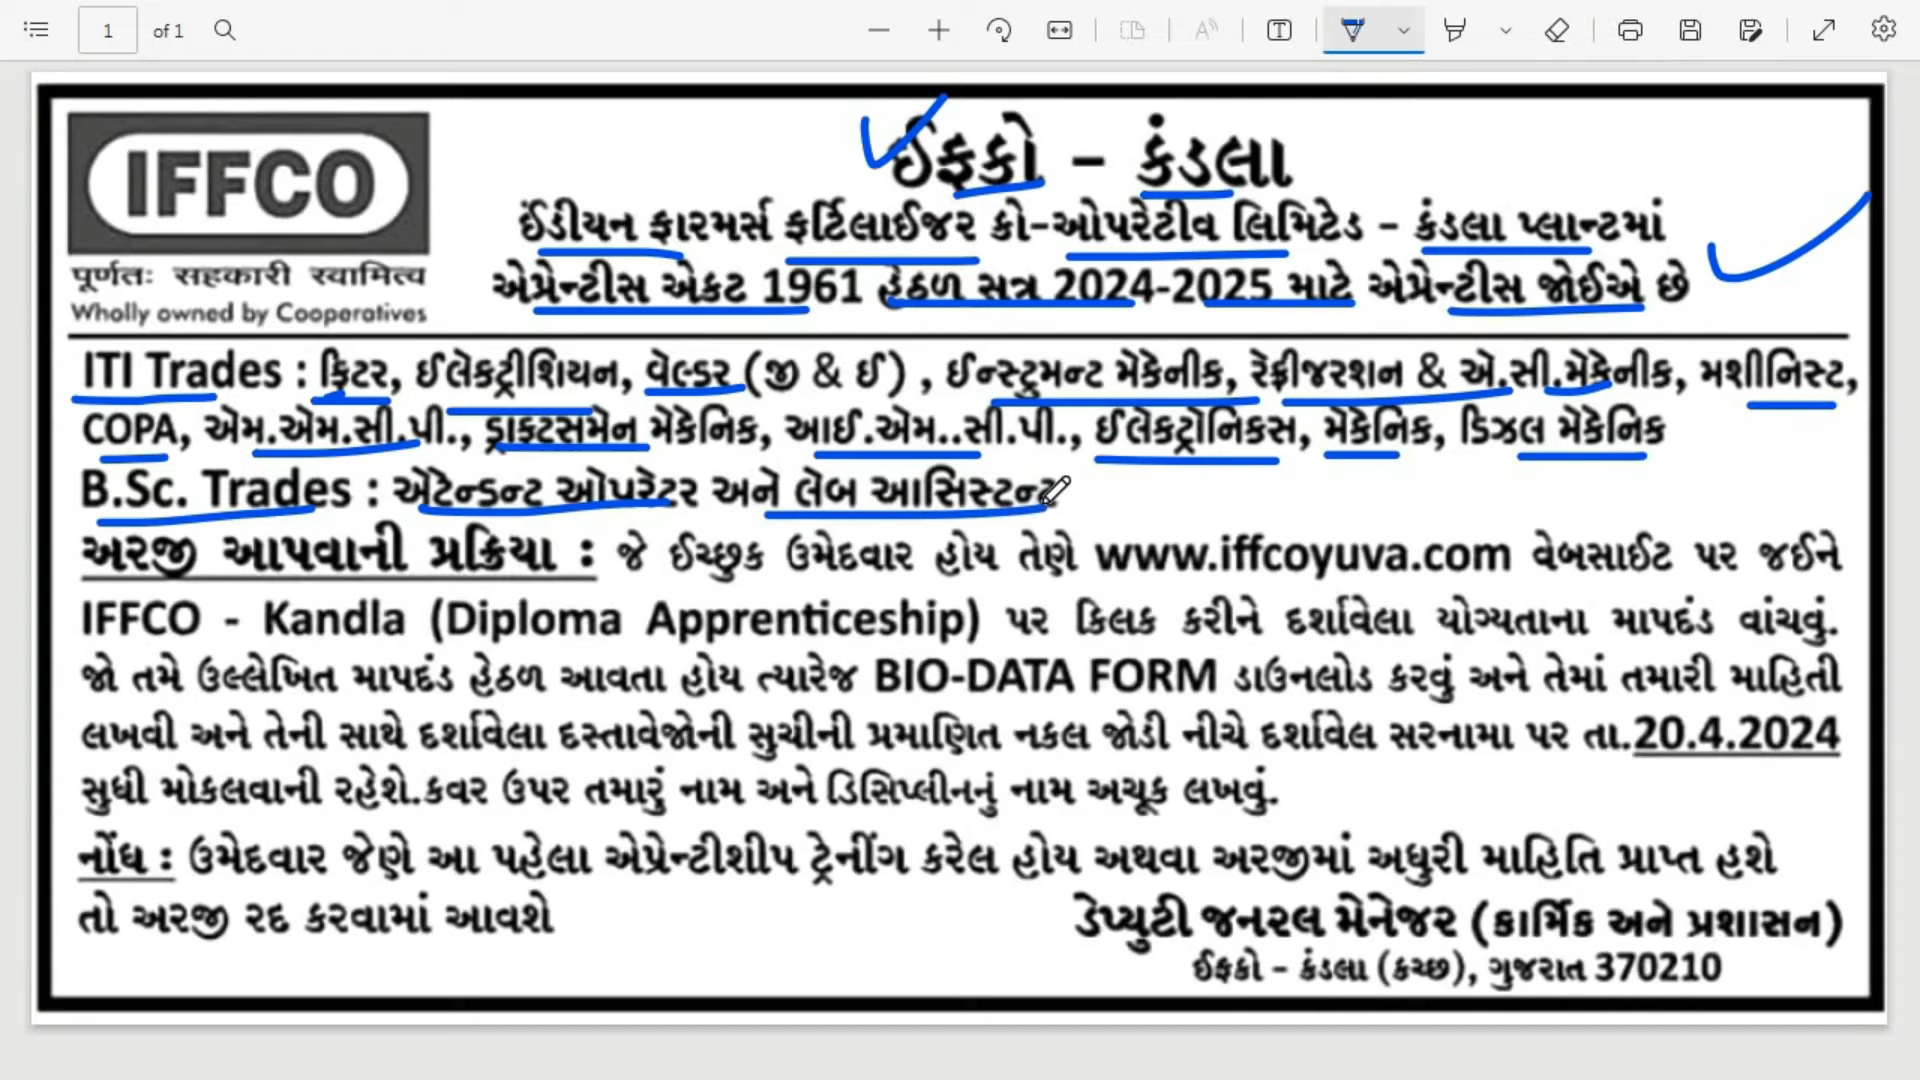 1 of 1
IFFCO
पूर्णतः सहकारी स्वामित्व
Wholly owned by Cooperatives
ઈફકો - કંડલા
ઈંડીયન ફારમર્સ ફર્ટિલાઈજર કો-ઓપરેટીવ લિમિટેડ - કંડલા પ્લાન્ટમાં
એપ્રેન્ટીસ એક્ટ 1961 હેઠળ સત્ર 2024-2025 માટે એપ્રેન્ટીસ જોઈએ છે
ITI Trades : ફિટર, ઈલેક્ટ્રીશિયન, વેલ્ડર (જી & ઈ) , ઈન્સ્ટ્રુમન્ટ મેકેનીક, રેફ્રીજરશન & એ.સી.મેકેનીક, મશીનિસ્ટ,
COPA, એમ.એમ.સી.પી., ડ્રાફ્ટસમેન મેકેનિક, આઈ.એમ..સી.પી., ઈલેક્ટ્રોનિકસ, મેકેનિક, ડિઝલ મેકેનિક
B.Sc. Trades : એટેન્ડન્ટ ઓપરેટર અને લેબ આસિસ્ટન્ટ
અરજી આપવાની પ્રક્રિયા : જે ઈચ્છુક ઉમેદવાર હોય તેણે www.iffcoyuva.com વેબસાઈટ પર જઈને
IFFCO - Kandla (Diploma Apprenticeship) પર કિલક કરીને દર્શાવેલા યોગ્યતાના માપદંડ વાંચવું.
જો તમે ઉલ્લેખિત માપદંડ હેઠળ આવતા હોય ત્યારેજ BIO-DATA FORM ડાઉનલોડ કરવું અને તેમાં તમારી માહિતી
લખવી અને તેની સાથે દર્શાવેલા દસ્તાવેજોની સુચીની પ્રમાણિત નકલ જોડી નીચે દર્શાવેલ સરનામા પર તા.20.4.2024
સુધી મોકલવાની રહેશે.કવર ઉપર તમારું નામ અને ડિસિપ્લીનનું નામ અચૂક લખવું.
નોંધ : ઉમેદવાર જેણે આ પહેલા એપ્રેન્ટીશીપ ટ્રેનીંગ કરેલ હોય અથવા અરજીમાં અધુરી માહિતિ પ્રાપ્ત હશે
તો અરજી રદ કરવામાં આવશે
ડેપ્યુટી જનરલ મેનેજર (કાર્મિક અને પ્રશાસન)
ઈફકો - કંડલા (કચ્છ), ગુજરાત 370210